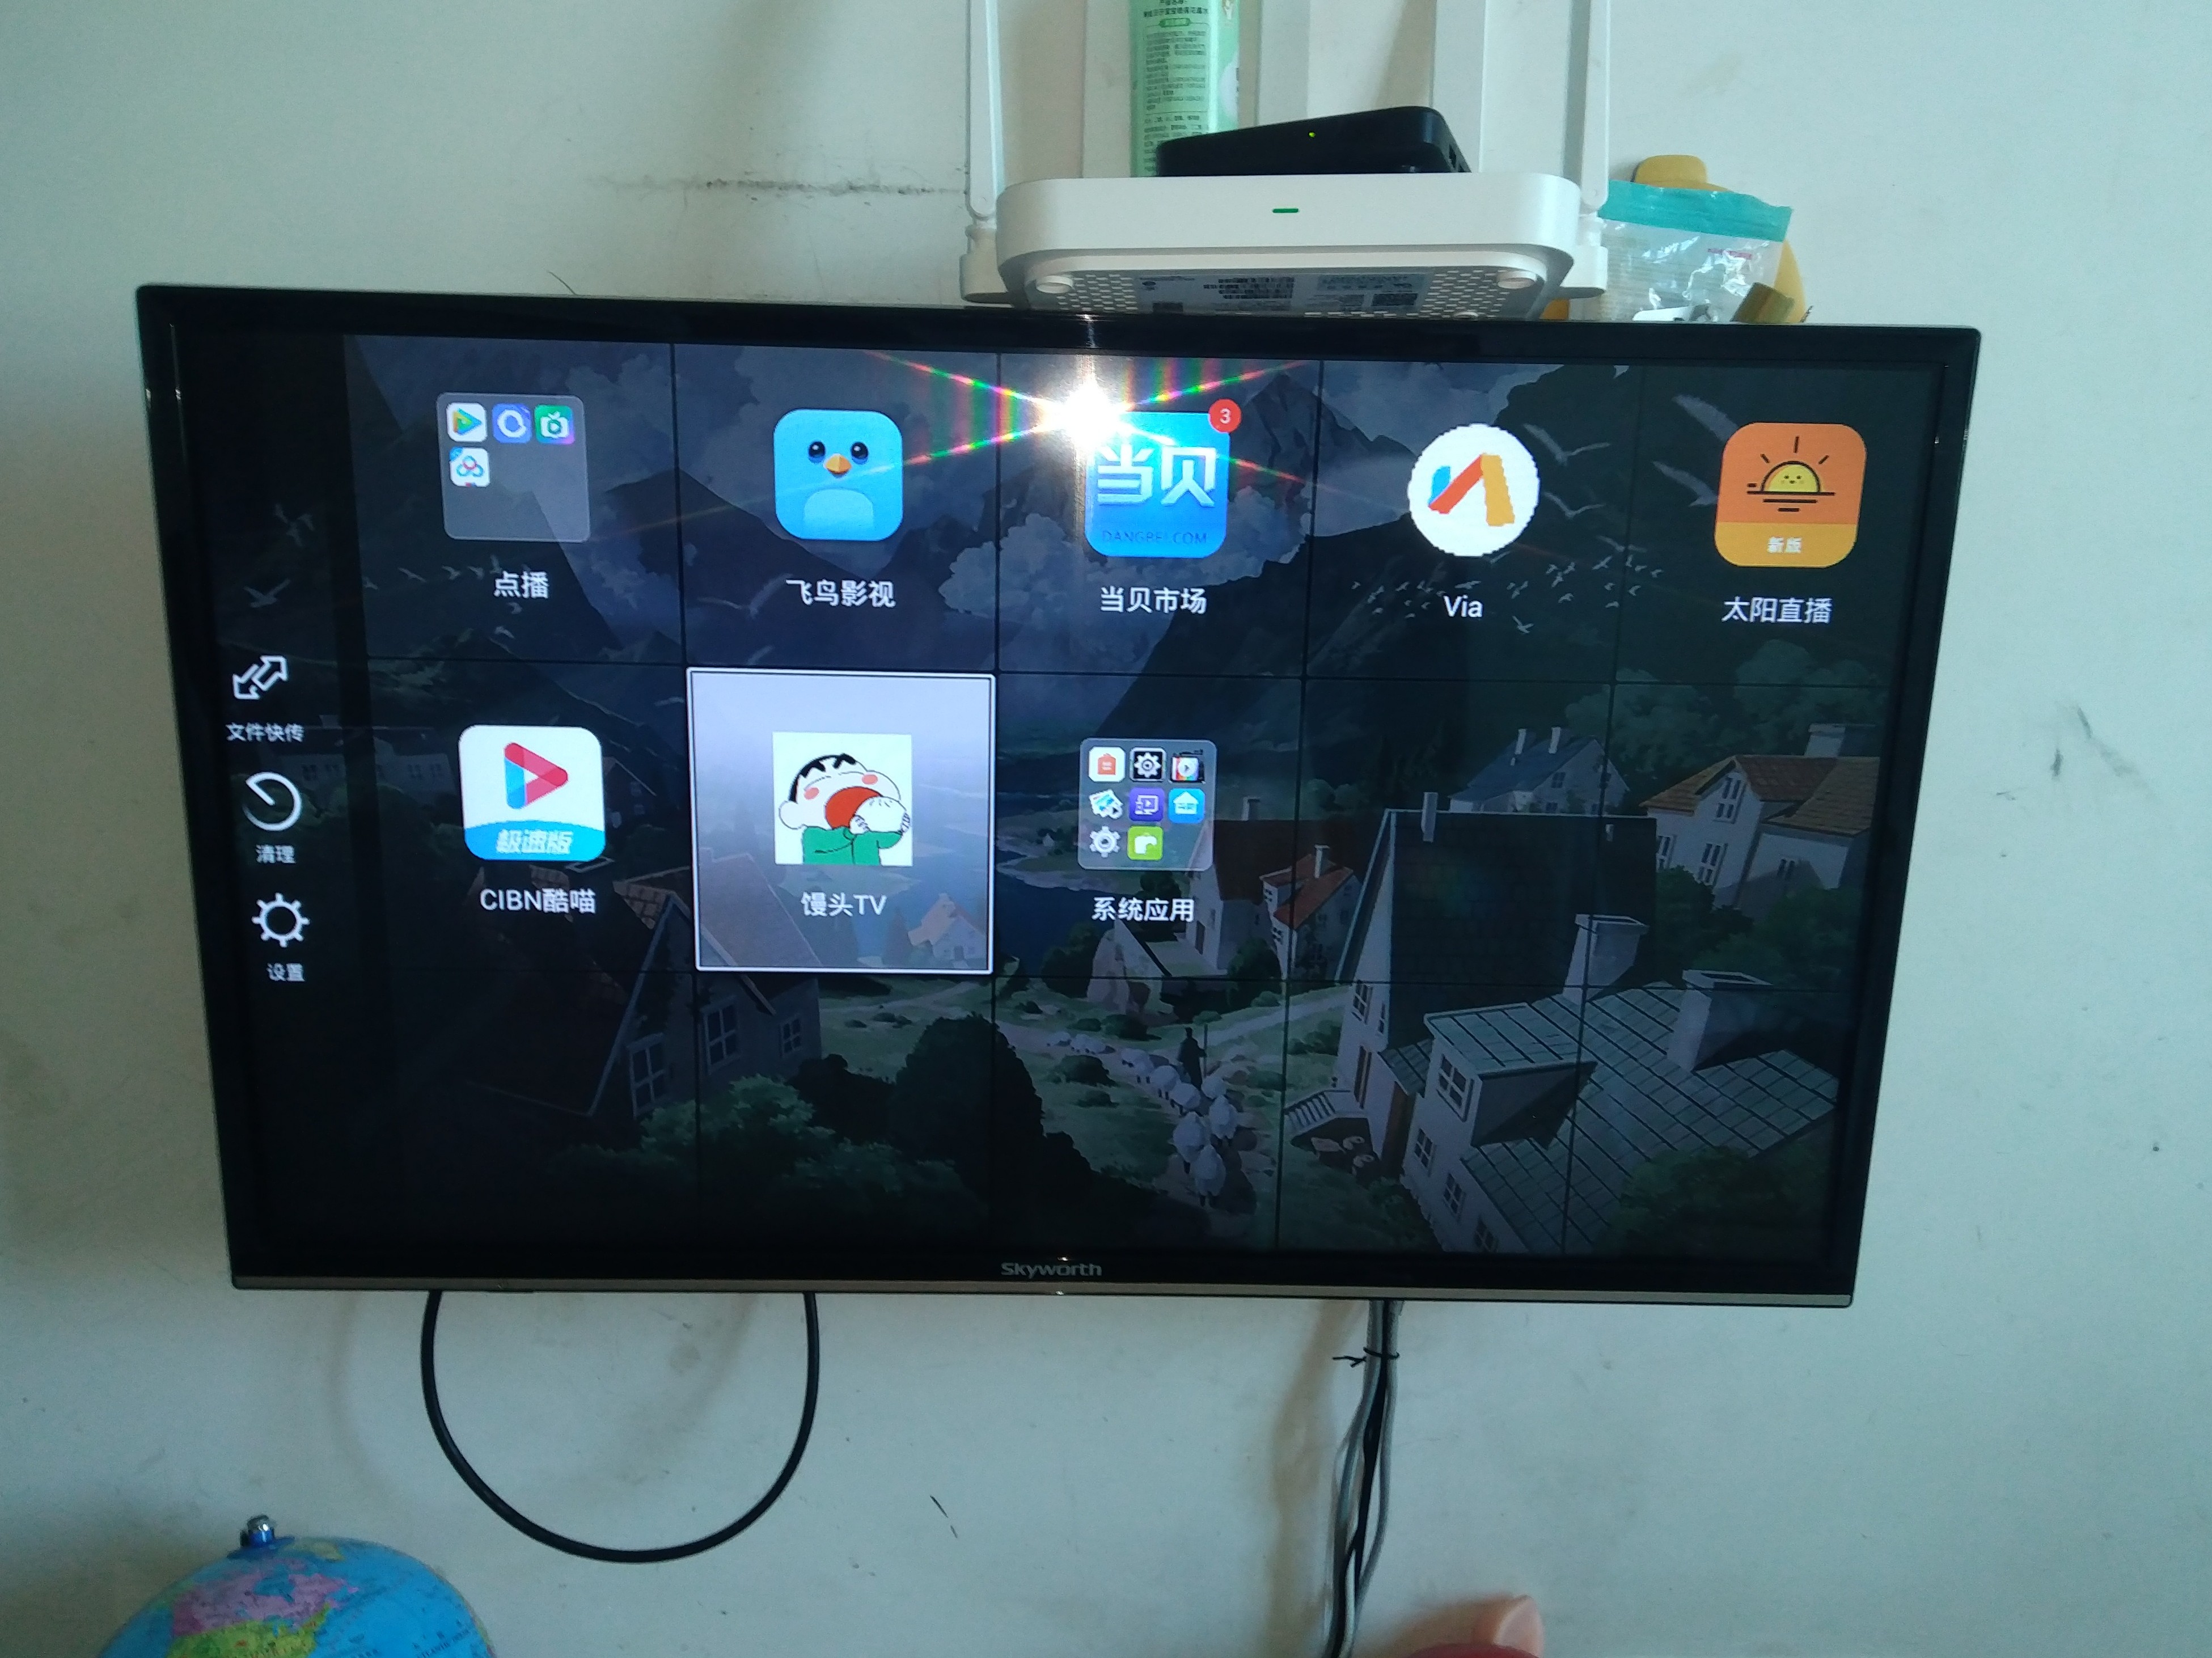 3
当贝
DANGBEI.COM
新版
点播
飞鸟影视
当贝市场
Via
太阳直播
文件快传
极速版
清理
CIBN酷喵
馒头TV
系统应用
设置
Skyworth